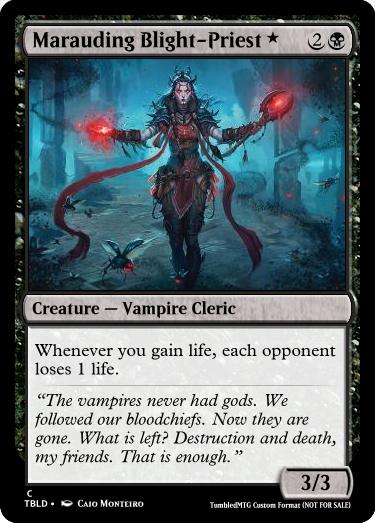 Marauding Blight-Priest ★ 2
Creature — Vampire Cleric
Whenever you gain life, each opponent
loses 1 life.
"The vampires never had gods. We
followed our bloodchiefs. Now they are
gone. What is left? Destruction and death,
my friends. That is enough."
3/3
C
TBLD • Caio Monteiro
TumbledMTG Custom Format (NOT FOR SALE)